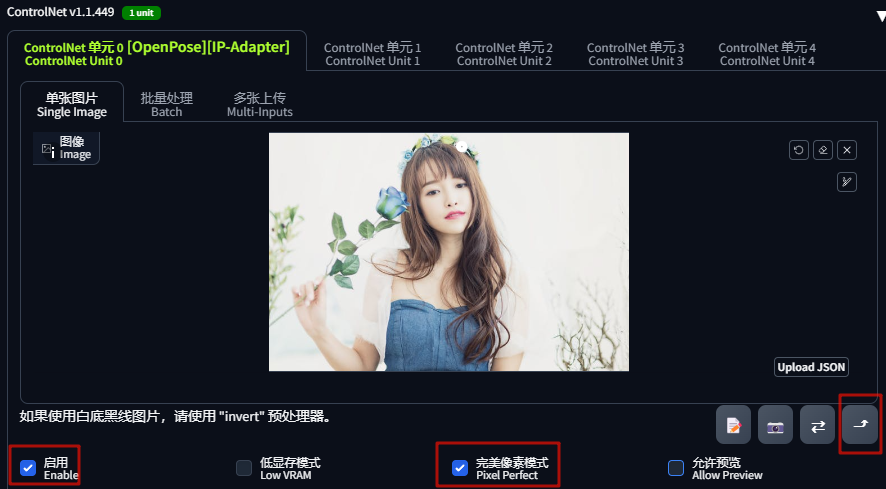 ControlNet v1.1.449
1 unit
ControlNet 单元 0 [OpenPose][IP-Adapter]
ControlNet Unit 0
ControlNet 单元 1
ControlNet Unit 1
ControlNet 单元 2
ControlNet Unit 2
ControlNet 单元 3
ControlNet Unit 3
ControlNet 单元 4
ControlNet Unit 4
单张图片
Single Image
批量处理
Batch
多张上传
Multi-Inputs
图像
Image
Upload JSON
如果使用白底黑线图片，请使用 "invert" 预处理器。
启用
Enable
低显存模式
Low VRAM
完美像素模式
Pixel Perfect
允许预览
Allow Preview